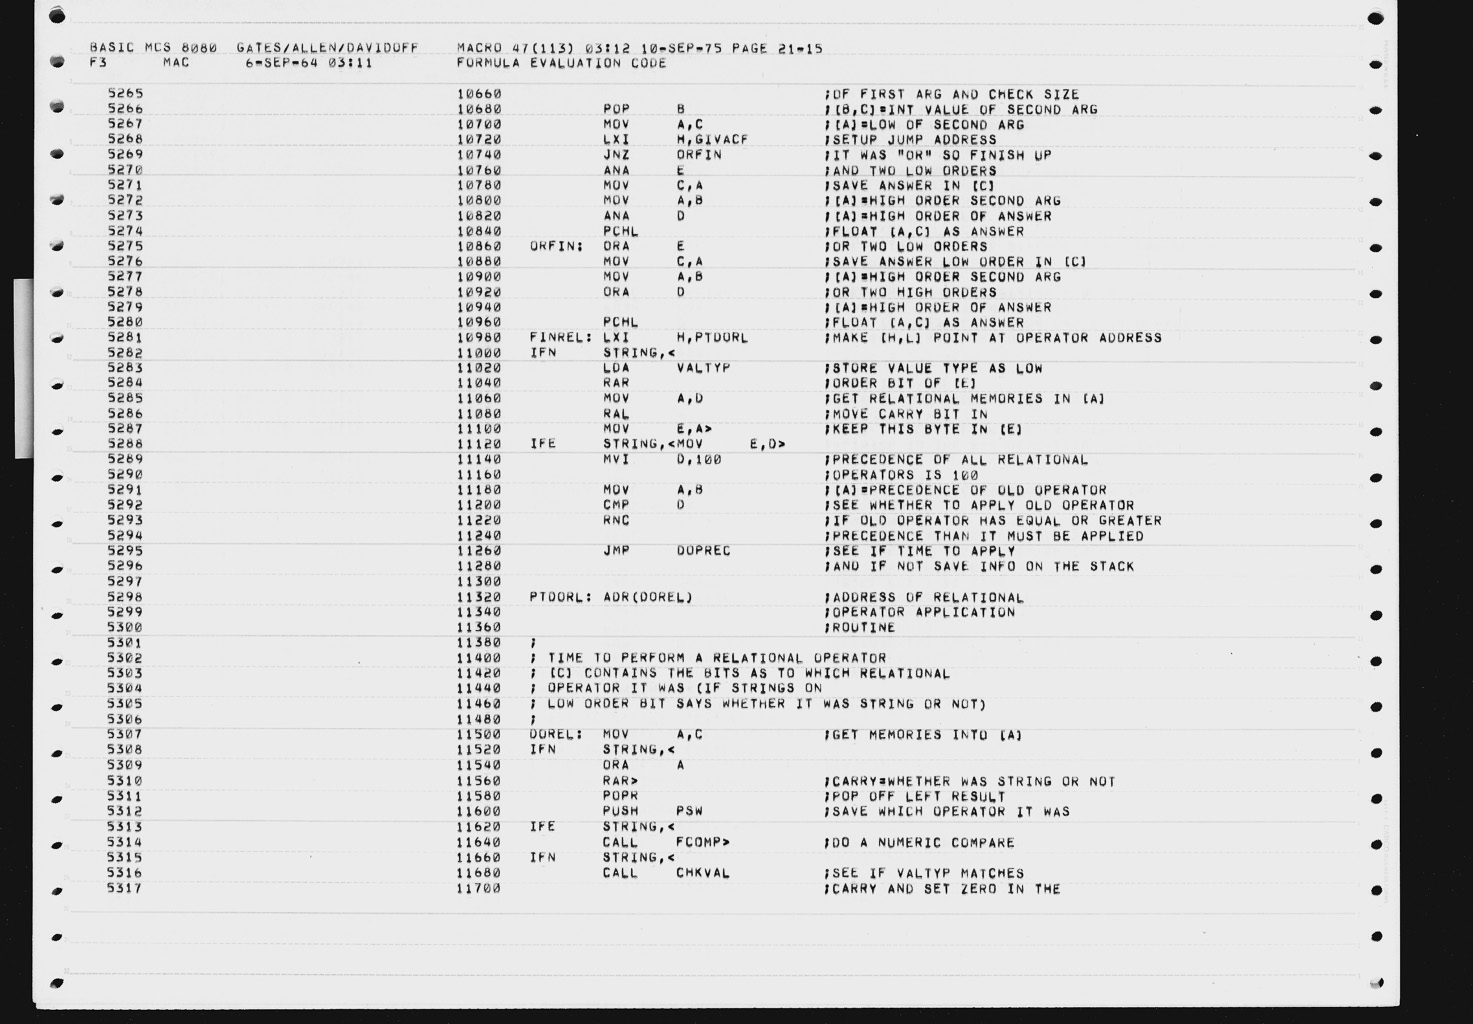 BASIC MCS 8080 GATES/ALLEN/DAVIDOFF MACRO 47(113) 03:12 10-SEP-75 PAGE 21-15
F3 MAC 6-SEP-64 03:11 FORMULA EVALUATION CODE
5265 10660 ;OF FIRST ARG AND CHECK SIZE
5266 10680 POP B ;[B,C]=INT VALUE OF SECOND ARG
5267 10700 MOV A,C ;[A]=LOW OF SECOND ARG
5268 10720 LXI H,GIVACF ;SETUP JUMP ADDRESS
5269 10740 JNZ ORFIN ;IT WAS "OR" SO FINISH UP
5270 10760 ANA E ;AND TWO LOW ORDERS
5271 10780 MOV C,A ;SAVE ANSWER IN [C]
5272 10800 MOV A,B ;[A]=HIGH ORDER SECOND ARG
5273 10820 ANA D ;[A]=HIGH ORDER OF ANSWER
5274 10840 PCHL ;FLOAT [A,C] AS ANSWER
5275 10860 ORFIN: ORA E ;OR TWO LOW ORDERS
5276 10880 MOV C,A ;SAVE ANSWER LOW ORDER IN [C]
5277 10900 MOV A,B ;[A]=HIGH ORDER SECOND ARG
5278 10920 ORA D ;OR TWO HIGH ORDERS
5279 10940 ;[A]=HIGH ORDER OF ANSWER
5280 10960 PCHL ;FLOAT [A,C] AS ANSWER
5281 10980 FINREL: LXI H,PTDORL ;MAKE [H,L] POINT AT OPERATOR ADDRESS
5282 11000 IFN STRING,<
5283 11020 LDA VALTYP ;STORE VALUE TYPE AS LOW
5284 11040 RAR ;ORDER BIT OF [E]
5285 11060 MOV A,D ;GET RELATIONAL MEMORIES IN [A]
5286 11080 RAL ;MOVE CARRY BIT IN
5287 11100 MOV E,A> ;KEEP THIS BYTE IN [E]
5288 11120 IFE STRING,<MOV E,D>
5289 11140 MVI D,100 ;PRECEDENCE OF ALL RELATIONAL
5290 11160 ;OPERATORS IS 100
5291 11180 MOV A,B ;[A]=PRECEDENCE OF OLD OPERATOR
5292 11200 CMP D ;SEE WHETHER TO APPLY OLD OPERATOR
5293 11220 RNC ;IF OLD OPERATOR HAS EQUAL OR GREATER
5294 11240 ;PRECEDENCE THAN IT MUST BE APPLIED
5295 11260 JMP DOPREC ;SEE IF TIME TO APPLY
5296 11280 ;AND IF NOT SAVE INFO ON THE STACK
5297 11300
5298 11320 PTDORL: ADR(DOREL) ;ADDRESS OF RELATIONAL
5299 11340 ;OPERATOR APPLICATION
5300 11360 ;ROUTINE
5301 11380 ;
5302 11400 ; TIME TO PERFORM A RELATIONAL OPERATOR
5303 11420 ; [C] CONTAINS THE BITS AS TO WHICH RELATIONAL
5304 11440 ; OPERATOR IT WAS (IF STRINGS ON
5305 11460 ; LOW ORDER BIT SAYS WHETHER IT WAS STRING OR NOT)
5306 11480 ;
5307 11500 DOREL: MOV A,C ;GET MEMORIES INTO [A]
5308 11520 IFN STRING,<
5309 11540 ORA A
5310 11560 RAR> ;CARRY=WHETHER WAS STRING OR NOT
5311 11580 POPR ;POP OFF LEFT RESULT
5312 11600 PUSH PSW ;SAVE WHICH OPERATOR IT WAS
5313 11620 IFE STRING,<
5314 11640 CALL FCOMP> ;DO A NUMERIC COMPARE
5315 11660 IFN STRING,<
5316 11680 CALL CHKVAL ;SEE IF VALTYP MATCHES
5317 11700 ;CARRY AND SET ZERO IN THE